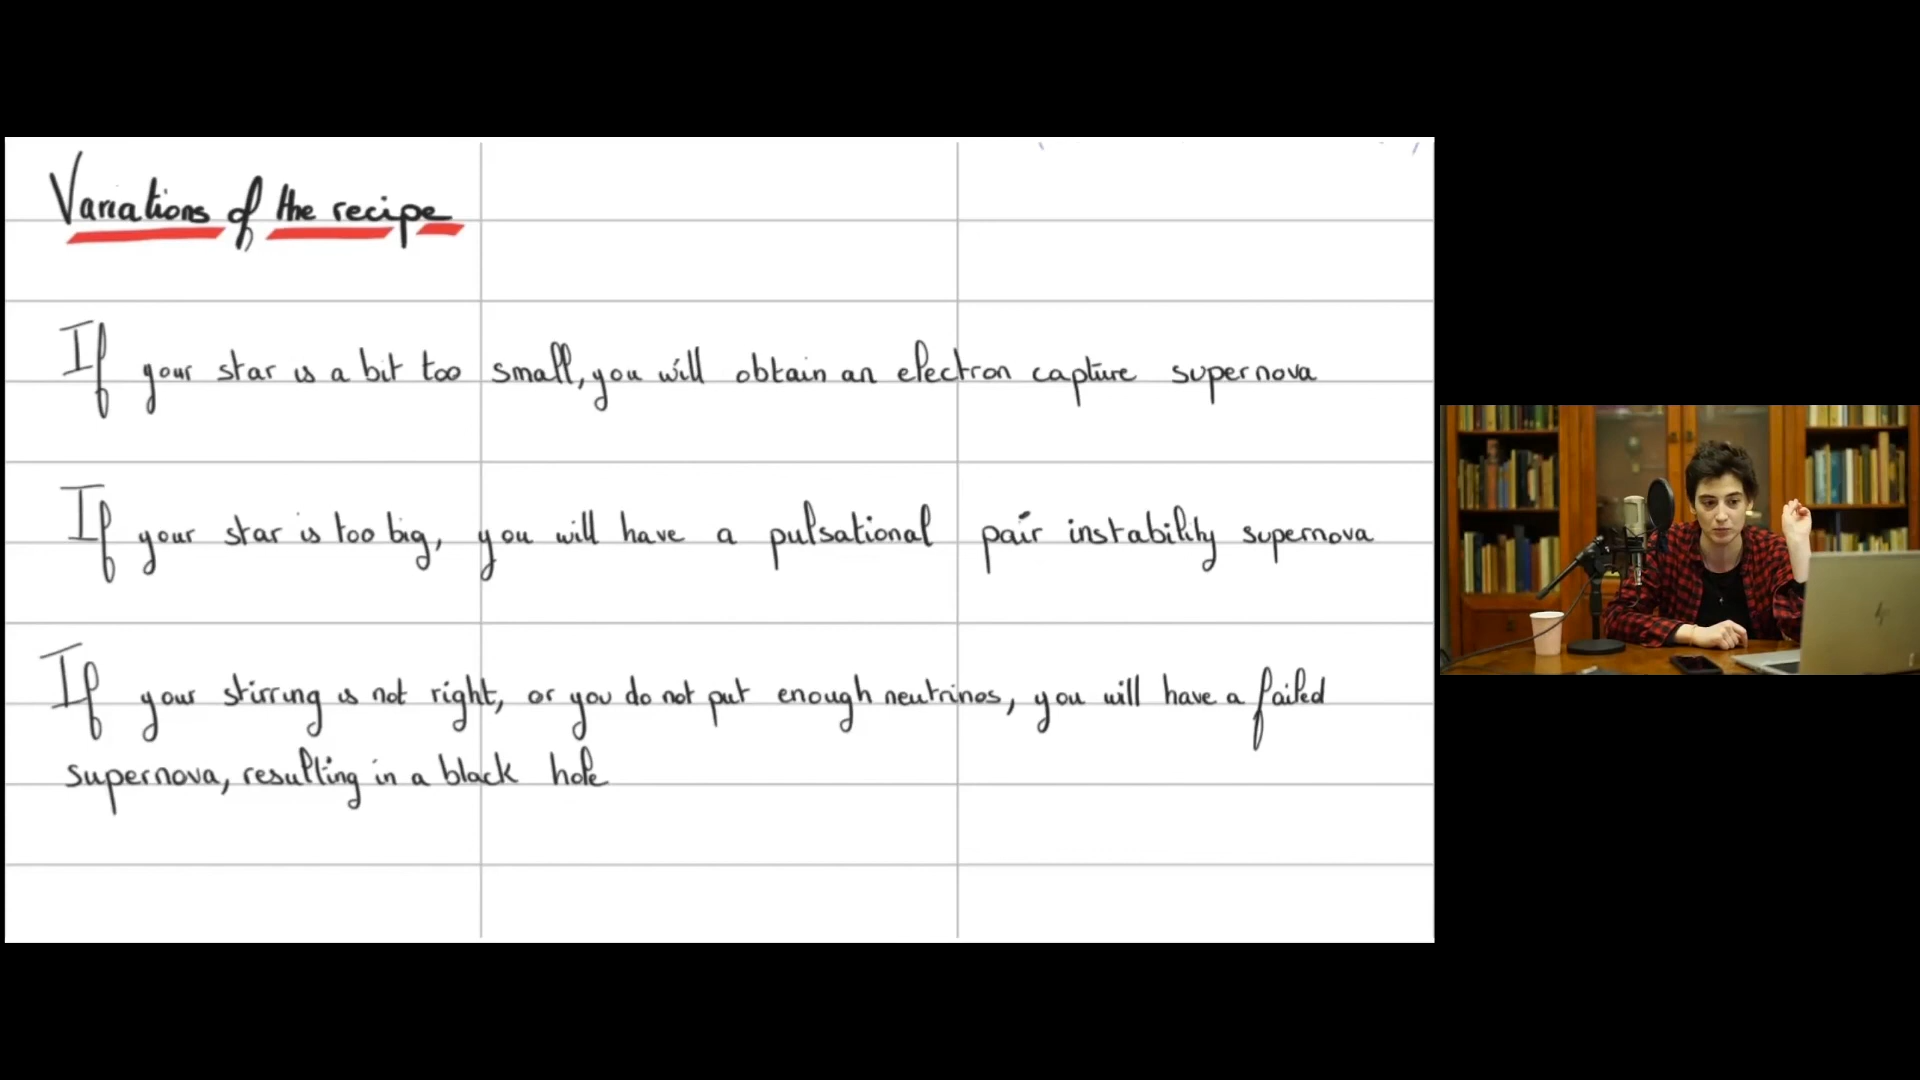 Variations of the recipe
If your star is a bit too small, you will obtain an electron capture supernova
If your star is too big, you will have a pulsational pair instability supernova
If your stirring is not right, or you do not put enough neutrinos, you will have a failed
supernova, resulting in a black hole